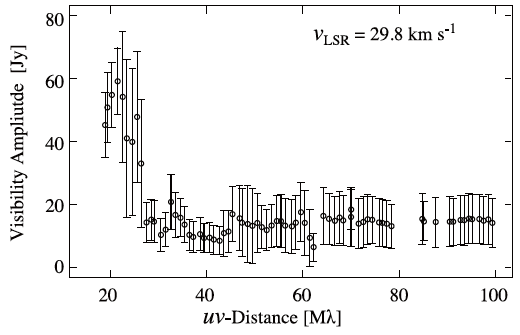 80
60
40
20
0
Visibility Ampliutde [Jy]
vLSR = 29.8 km s-1
20 40 60 80 100
uv-Distance [Mλ]